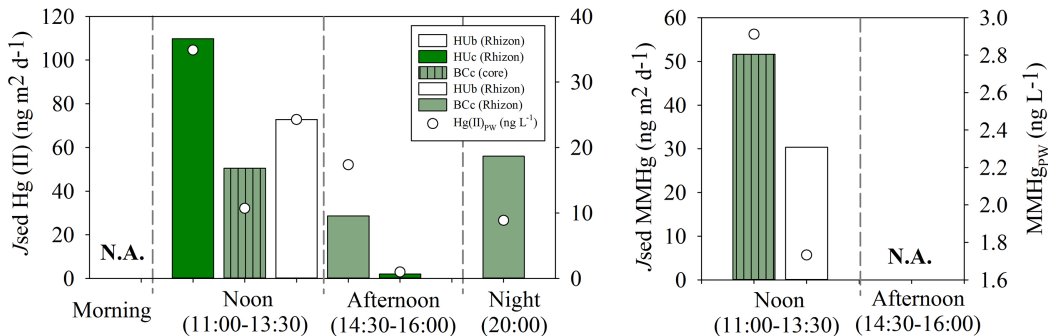 Jsed Hg (II) (ng m2 d-1)
120
100
80
60
40
20
0
N.A.
HUb (Rhizon)
HUc (Rhizon)
BCc (core)
HUb (Rhizon)
BCc (Rhizon)
Hg(II)PW (ng L-1)
40
30
20
10
0
Morning
Noon
(11:00-13:30)
Afternoon
(14:30-16:00)
Night
(20:00)
Jsed MMHg (ng m2 d-1)
60
50
40
30
20
10
0
N.A.
2.9
2.8
2.6
2.4
2.2
2.0
1.8
1.6
MMHgPW (ng L-1)
Noon
(11:00-13:30)
Afternoon
(14:30-16:00)